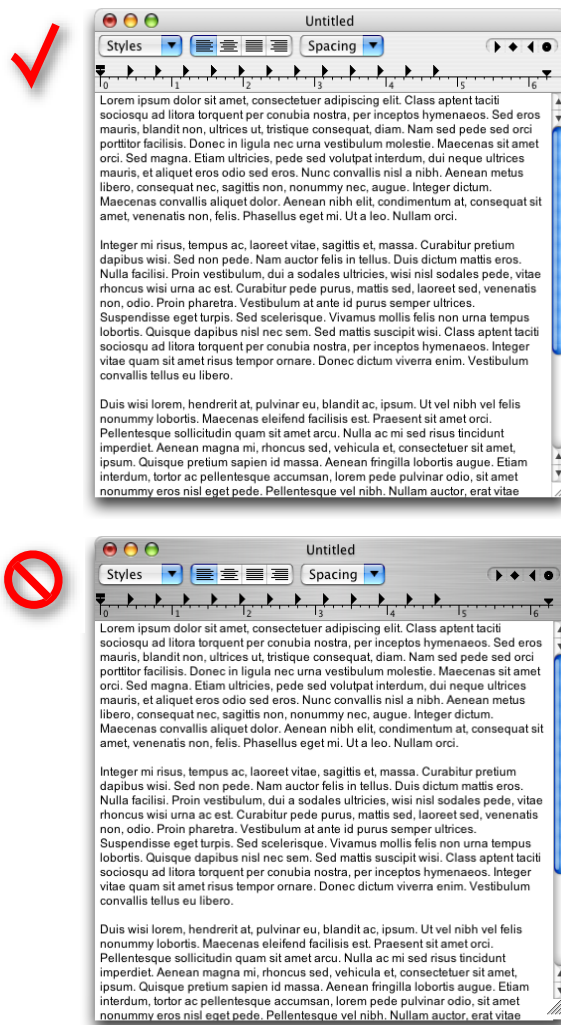 Untitled
Styles Spacing
0 1 2 3 4 5 6
Lorem ipsum dolor sit amet, consectetuer adipiscing elit. Class aptent taciti
sociosqu ad litora torquent per conubia nostra, per inceptos hymenaeos. Sed eros
mauris, blandit non, ultrices ut, tristique consequat, diam. Nam sed pede sed orci
porttitor facilisis. Donec in ligula nec urna vestibulum molestie. Maecenas sit amet
orci. Sed magna. Etiam ultricies, pede sed volutpat interdum, dui neque ultrices
mauris, et aliquet eros odio sed eros. Nunc convallis nisl a nibh. Aenean metus
libero, consequat nec, sagittis non, nonummy nec, augue. Integer dictum.
Maecenas convallis aliquet dolor. Aenean nibh elit, condimentum at, consequat sit
amet, venenatis non, felis. Phasellus eget mi. Ut a leo. Nullam orci.
Integer mi risus, tempus ac, laoreet vitae, sagittis et, massa. Curabitur pretium
dapibus wisi. Sed non pede. Nam auctor felis in tellus. Duis dictum mattis eros.
Nulla facilisi. Proin vestibulum, dui a sodales ultricies, wisi nisl sodales pede, vitae
rhoncus wisi urna ac est. Curabitur pede purus, mattis sed, laoreet sed, venenatis
non, odio. Proin pharetra. Vestibulum at ante id purus semper ultrices.
Suspendisse eget turpis. Sed scelerisque. Vivamus mollis felis non urna tempus
lobortis. Quisque dapibus nisl nec sem. Sed mattis suscipit wisi. Class aptent taciti
sociosqu ad litora torquent per conubia nostra, per inceptos hymenaeos. Integer
vitae quam sit amet risus tempor ornare. Donec dictum viverra enim. Vestibulum
convallis tellus eu libero.
Duis wisi lorem, hendrerit at, pulvinar eu, blandit ac, ipsum. Ut vel nibh vel felis
nonummy lobortis. Maecenas eleifend facilisis est. Praesent sit amet orci.
Pellentesque sollicitudin quam sit amet arcu. Nulla ac mi sed risus tincidunt
imperdiet. Aenean magna mi, rhoncus sed, vehicula et, consectetuer sit amet,
ipsum. Quisque pretium sapien id massa. Aenean fringilla lobortis augue. Etiam
interdum, tortor ac pellentesque accumsan, lorem pede pulvinar odio, sit amet
nonummy eros nisl eget pede. Pellentesque vel nibh. Nullam auctor, erat vitae
Untitled
Styles Spacing
0 1 2 3 4 5 6
Lorem ipsum dolor sit amet, consectetuer adipiscing elit. Class aptent taciti
sociosqu ad litora torquent per conubia nostra, per inceptos hymenaeos. Sed eros
mauris, blandit non, ultrices ut, tristique consequat, diam. Nam sed pede sed orci
porttitor facilisis. Donec in ligula nec urna vestibulum molestie. Maecenas sit amet
orci. Sed magna. Etiam ultricies, pede sed volutpat interdum, dui neque ultrices
mauris, et aliquet eros odio sed eros. Nunc convallis nisl a nibh. Aenean metus
libero, consequat nec, sagittis non, nonummy nec, augue. Integer dictum.
Maecenas convallis aliquet dolor. Aenean nibh elit, condimentum at, consequat sit
amet, venenatis non, felis. Phasellus eget mi. Ut a leo. Nullam orci.
Integer mi risus, tempus ac, laoreet vitae, sagittis et, massa. Curabitur pretium
dapibus wisi. Sed non pede. Nam auctor felis in tellus. Duis dictum mattis eros.
Nulla facilisi. Proin vestibulum, dui a sodales ultricies, wisi nisl sodales pede, vitae
rhoncus wisi urna ac est. Curabitur pede purus, mattis sed, laoreet sed, venenatis
non, odio. Proin pharetra. Vestibulum at ante id purus semper ultrices.
Suspendisse eget turpis. Sed scelerisque. Vivamus mollis felis non urna tempus
lobortis. Quisque dapibus nisl nec sem. Sed mattis suscipit wisi. Class aptent taciti
sociosqu ad litora torquent per conubia nostra, per inceptos hymenaeos. Integer
vitae quam sit amet risus tempor ornare. Donec dictum viverra enim. Vestibulum
convallis tellus eu libero.
Duis wisi lorem, hendrerit at, pulvinar eu, blandit ac, ipsum. Ut vel nibh vel felis
nonummy lobortis. Maecenas eleifend facilisis est. Praesent sit amet orci.
Pellentesque sollicitudin quam sit amet arcu. Nulla ac mi sed risus tincidunt
imperdiet. Aenean magna mi, rhoncus sed, vehicula et, consectetuer sit amet,
ipsum. Quisque pretium sapien id massa. Aenean fringilla lobortis augue. Etiam
interdum, tortor ac pellentesque accumsan, lorem pede pulvinar odio, sit amet
nonummy eros nisl eget pede. Pellentesque vel nibh. Nullam auctor, erat vitae